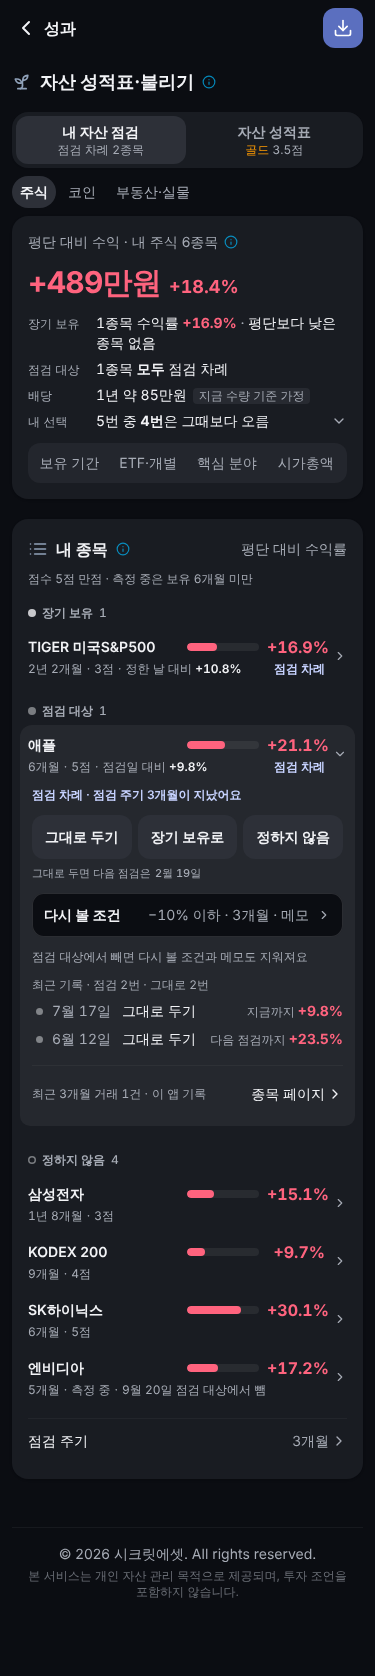 성과
자산 성적표·불리기
내 자산 점검
점검 차례 2종목
자산 성적표
골드 3.5점
주식
코인
부동산·실물
평단 대비 수익 · 내 주식 6종목
+489만원 +18.4%
장기 보유
1종목 수익률 +16.9% · 평단보다 낮은
종목 없음
점검 대상
1종목 모두 점검 차례
배당
1년 약 85만원 지금 수량 기준 가정
내 선택
5번 중 4번은 그때보다 오름
보유 기간
ETF·개별
핵심 분야
시가총액
내 종목
평단 대비 수익률
점수 5점 만점 · 측정 중은 보유 6개월 미만
장기 보유 1
TIGER 미국S&P500
+16.9%
2년 2개월 · 3점 · 정한 날 대비 +10.8%
점검 차례
점검 대상 1
애플
+21.1%
6개월 · 5점 · 점검일 대비 +9.8%
점검 차례
점검 차례 · 점검 주기 3개월이 지났어요
그대로 두기
장기 보유로
정하지 않음
그대로 두면 다음 점검은 2월 19일
다시 볼 조건
−10% 이하 · 3개월 · 메모
점검 대상에서 빼면 다시 볼 조건과 메모도 지워져요
최근 기록 · 점검 2번 · 그대로 2번
7월 17일 그대로 두기
지금까지 +9.8%
6월 12일 그대로 두기
다음 점검까지 +23.5%
최근 3개월 거래 1건 · 이 앱 기록
종목 페이지
정하지 않음 4
삼성전자
+15.1%
1년 8개월 · 3점
KODEX 200
+9.7%
9개월 · 4점
SK하이닉스
+30.1%
6개월 · 5점
엔비디아
+17.2%
5개월 · 측정 중 · 9월 20일 점검 대상에서 뺌
점검 주기
3개월
© 2026 시크릿에셋. All rights reserved.
본 서비스는 개인 자산 관리 목적으로 제공되며, 투자 조언을
포함하지 않습니다.